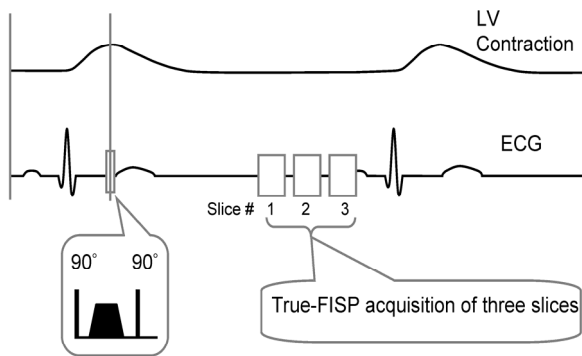 LV
Contraction
ECG
Slice # 1 2 3
90° 90°
True-FISP acquisition of three slices